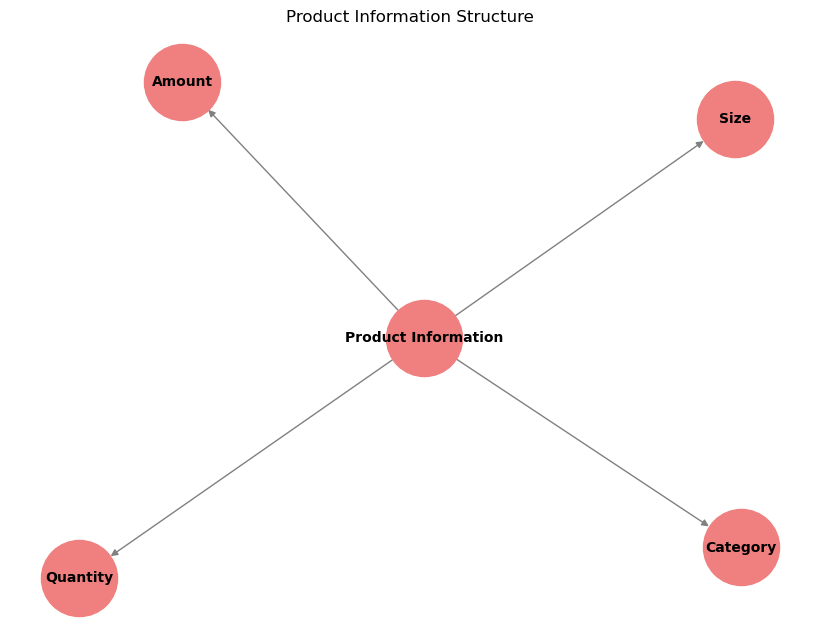 Product Information Structure
Amount
Size
Product Information
Category
Quantity